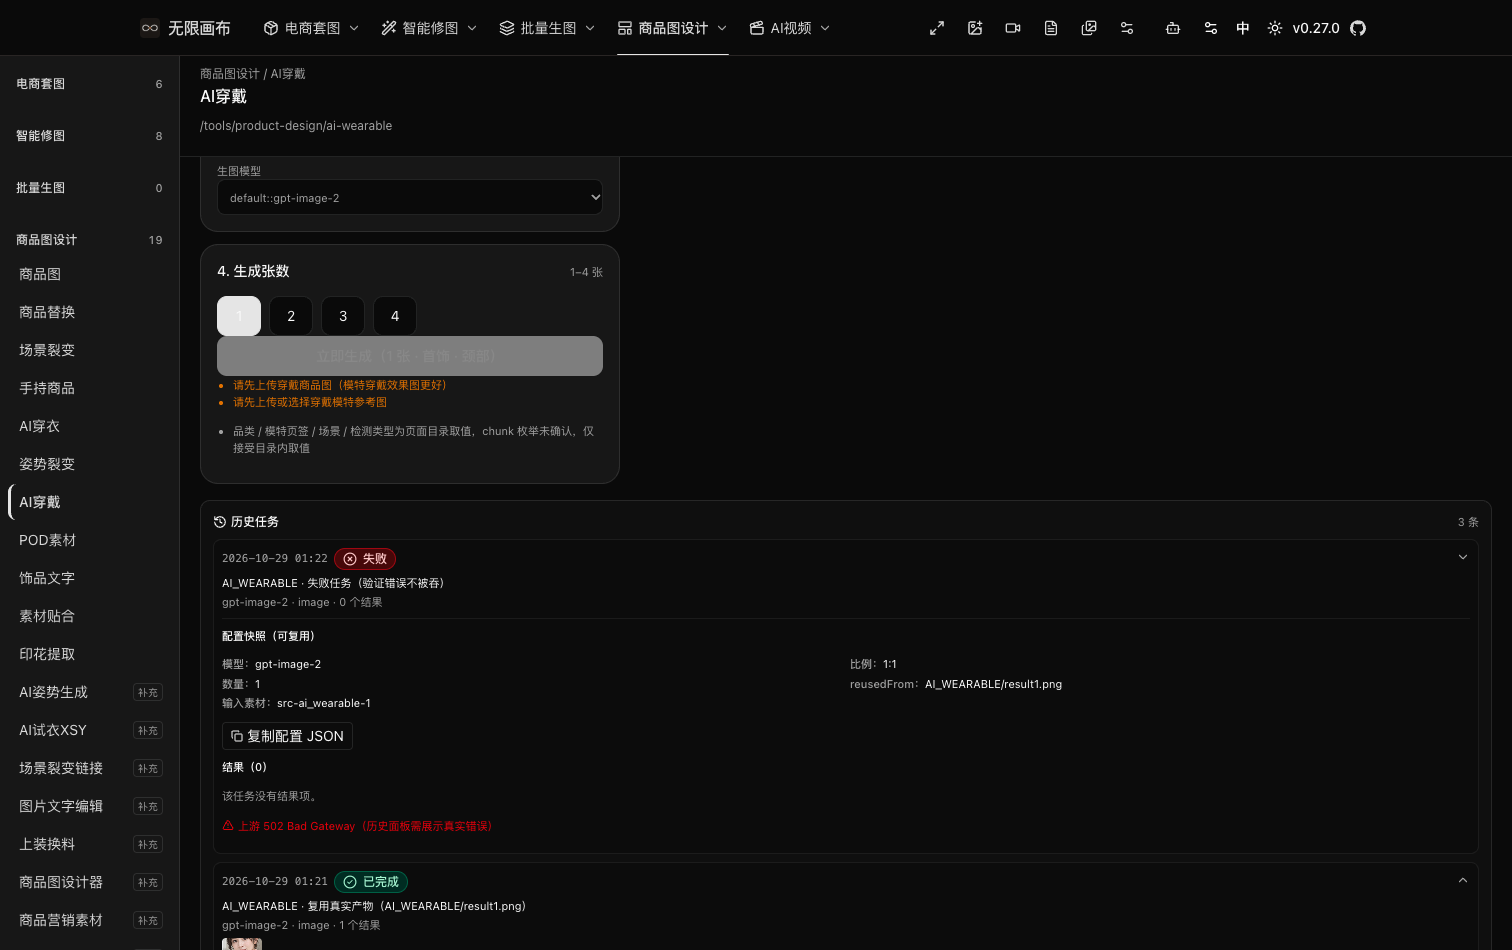 无限画布
电商套图
智能修图
批量生图
商品图设计
AI视频
中
v0.27.0
电商套图 6
智能修图 8
批量生图 0
商品图设计 19
商品图
商品替换
场景裂变
手持商品
AI穿衣
姿势裂变
AI穿戴
POD素材
饰品文字
素材贴合
印花提取
AI姿势生成 补充
AI试衣XSY 补充
场景裂变链接 补充
图片文字编辑 补充
上装换料 补充
商品图设计器 补充
商品营销素材 补充
商品图设计 / AI穿戴
AI穿戴
/tools/product-design/ai-wearable
生图模型
default::gpt-image-2
4. 生成张数 1–4 张
1 2 3 4
立即生成（1 张 · 首饰 · 颈部）
请先上传穿戴商品图（模特穿戴效果图更好）
请先上传或选择穿戴模特参考图
品类 / 模特页签 / 场景 / 检测类型为页面目录取值，chunk 枚举未确认，仅
接受目录内取值
历史任务 3 条
2026-10-29 01:22 失败
AI_WEARABLE · 失败任务（验证错误不被吞）
gpt-image-2 · image · 0 个结果
配置快照（可复用）
模型：gpt-image-2 比例：1:1
数量：1 reusedFrom：AI_WEARABLE/result1.png
输入素材：src-ai_wearable-1
复制配置 JSON
结果（0）
该任务没有结果项。
上游 502 Bad Gateway（历史面板需展示真实错误）
2026-10-29 01:21 已完成
AI_WEARABLE · 复用真实产物（AI_WEARABLE/result1.png）
gpt-image-2 · image · 1 个结果